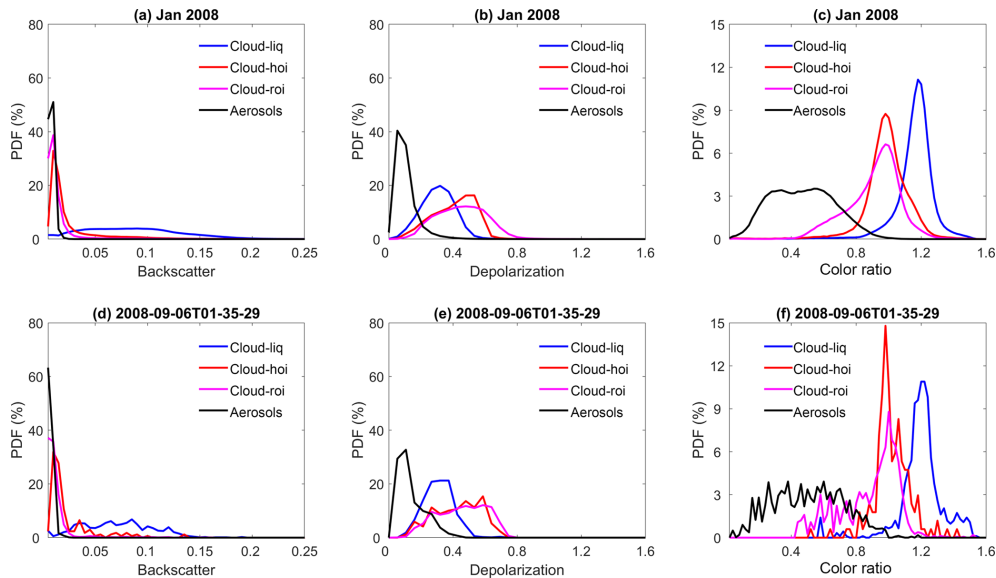 (a) Jan 2008
PDF (%)
80
60
40
20
0
0.05 0.1 0.15 0.2 0.25
Backscatter
Cloud-liq
Cloud-hoi
Cloud-roi
Aerosols
(b) Jan 2008
PDF (%)
80
60
40
20
0
0 0.4 0.8 1.2 1.6
Depolarization
Cloud-liq
Cloud-hoi
Cloud-roi
Aerosols
(c) Jan 2008
PDF (%)
15
12
9
6
3
0
0.4 0.8 1.2 1.6
Color ratio
Cloud-liq
Cloud-hoi
Cloud-roi
Aerosols
(d) 2008-09-06T01-35-29
PDF (%)
80
60
40
20
0
0.05 0.1 0.15 0.2 0.25
Backscatter
Cloud-liq
Cloud-hoi
Cloud-roi
Aerosols
(e) 2008-09-06T01-35-29
PDF (%)
80
60
40
20
0
0 0.4 0.8 1.2 1.6
Depolarization
Cloud-liq
Cloud-hoi
Cloud-roi
Aerosols
(f) 2008-09-06T01-35-29
PDF (%)
15
12
9
6
3
0
0.4 0.8 1.2 1.6
Color ratio
Cloud-liq
Cloud-hoi
Cloud-roi
Aerosols